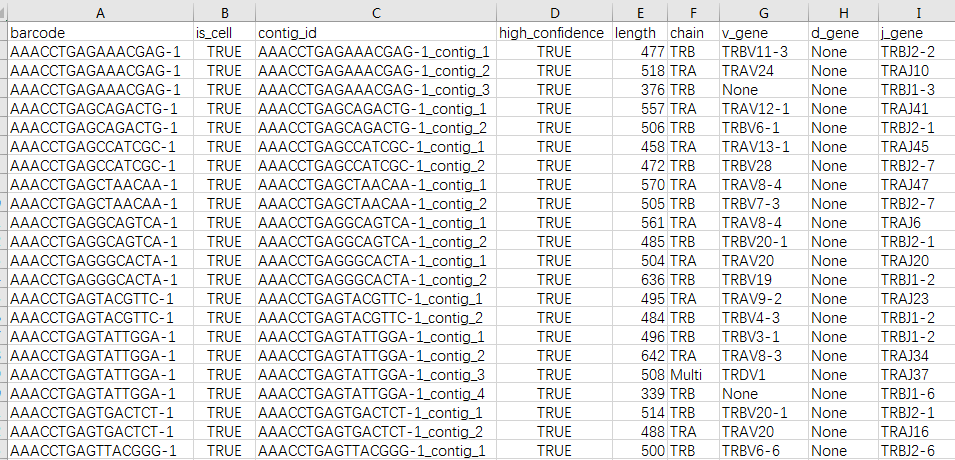 A B C D E F G H I
barcode is_cell contig_id high_confidence length chain v_gene d_gene j_gene
AAACCTGAGAAACGAG-1 TRUE AAACCTGAGAAACGAG-1_contig_1 TRUE 477 TRB TRBV11-3 None TRBJ2-2
AAACCTGAGAAACGAG-1 TRUE AAACCTGAGAAACGAG-1_contig_2 TRUE 518 TRA TRAV24 None TRAJ10
AAACCTGAGAAACGAG-1 TRUE AAACCTGAGAAACGAG-1_contig_3 TRUE 376 TRB None None TRBJ1-3
AAACCTGAGCAGACTG-1 TRUE AAACCTGAGCAGACTG-1_contig_1 TRUE 557 TRA TRAV12-1 None TRAJ41
AAACCTGAGCAGACTG-1 TRUE AAACCTGAGCAGACTG-1_contig_2 TRUE 506 TRB TRBV6-1 None TRBJ2-1
AAACCTGAGCCATCGC-1 TRUE AAACCTGAGCCATCGC-1_contig_1 TRUE 458 TRA TRAV13-1 None TRAJ45
AAACCTGAGCCATCGC-1 TRUE AAACCTGAGCCATCGC-1_contig_2 TRUE 472 TRB TRBV28 None TRBJ2-7
AAACCTGAGCTAACAA-1 TRUE AAACCTGAGCTAACAA-1_contig_1 TRUE 570 TRA TRAV8-4 None TRAJ47
AAACCTGAGCTAACAA-1 TRUE AAACCTGAGCTAACAA-1_contig_2 TRUE 505 TRB TRBV7-3 None TRBJ2-7
AAACCTGAGGCAGTCA-1 TRUE AAACCTGAGGCAGTCA-1_contig_1 TRUE 561 TRA TRAV8-4 None TRAJ6
AAACCTGAGGCAGTCA-1 TRUE AAACCTGAGGCAGTCA-1_contig_2 TRUE 485 TRB TRBV20-1 None TRBJ2-1
AAACCTGAGGGCACTA-1 TRUE AAACCTGAGGGCACTA-1_contig_1 TRUE 504 TRA TRAV20 None TRAJ20
AAACCTGAGGGCACTA-1 TRUE AAACCTGAGGGCACTA-1_contig_2 TRUE 636 TRB TRBV19 None TRBJ1-2
AAACCTGAGTACGTTC-1 TRUE AAACCTGAGTACGTTC-1_contig_1 TRUE 495 TRA TRAV9-2 None TRAJ23
AAACCTGAGTACGTTC-1 TRUE AAACCTGAGTACGTTC-1_contig_2 TRUE 484 TRB TRBV4-3 None TRBJ1-2
AAACCTGAGTATTGGA-1 TRUE AAACCTGAGTATTGGA-1_contig_1 TRUE 496 TRB TRBV3-1 None TRBJ1-2
AAACCTGAGTATTGGA-1 TRUE AAACCTGAGTATTGGA-1_contig_2 TRUE 642 TRA TRAV8-3 None TRAJ34
AAACCTGAGTATTGGA-1 TRUE AAACCTGAGTATTGGA-1_contig_3 TRUE 508 Multi TRDV1 None TRAJ37
AAACCTGAGTATTGGA-1 TRUE AAACCTGAGTATTGGA-1_contig_4 TRUE 339 TRB None None TRBJ1-6
AAACCTGAGTGACTCT-1 TRUE AAACCTGAGTGACTCT-1_contig_1 TRUE 514 TRB TRBV20-1 None TRBJ2-1
AAACCTGAGTGACTCT-1 TRUE AAACCTGAGTGACTCT-1_contig_2 TRUE 488 TRA TRAV20 None TRAJ16
AAACCTGAGTTACGGG-1 TRUE AAACCTGAGTTACGGG-1_contig_1 TRUE 500 TRB TRBV6-6 None TRBJ2-6